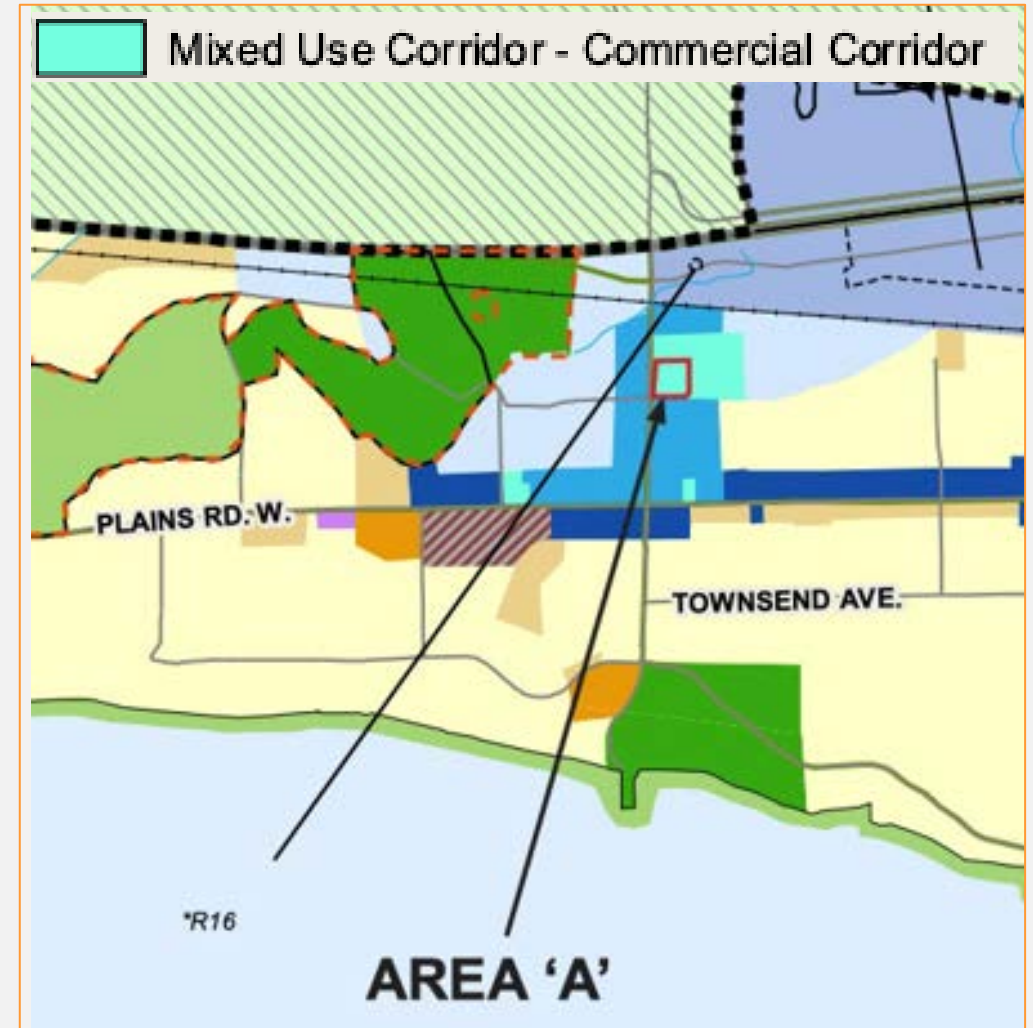 Mixed Use Corridor - Commercial Corridor
PLAINS RD. W.
TOWNSEND AVE.
*R16
AREA ‘A’